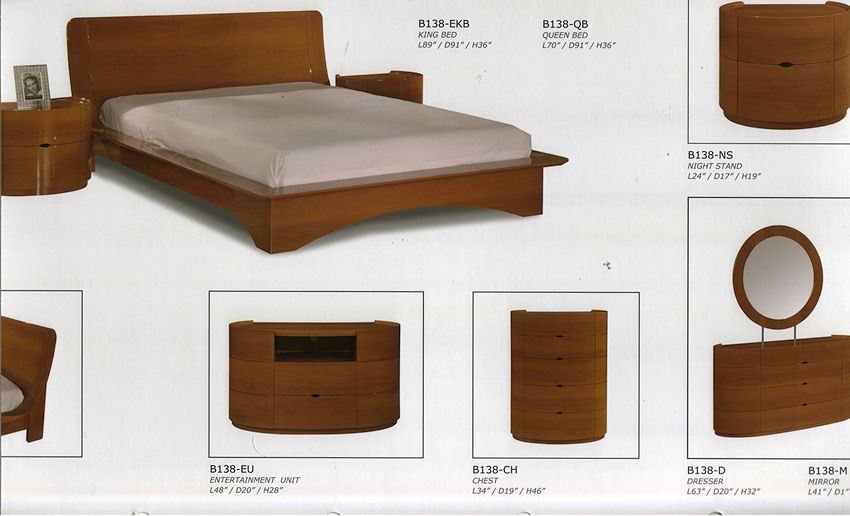 B138-EKB
KING BED
L89” / D91” / H36”
B138-QB
QUEEN BED
L70” / D91” / H36”
B138-NS
NIGHT STAND
L24” / D17” / H19”
B138-EU
ENTERTAINMENT UNIT
L48” / D20” / H28”
B138-CH
CHEST
L34” / D19” / H46”
B138-D
DRESSER
L63” / D20” / H32”
B138-M
MIRROR
L41” / D1”